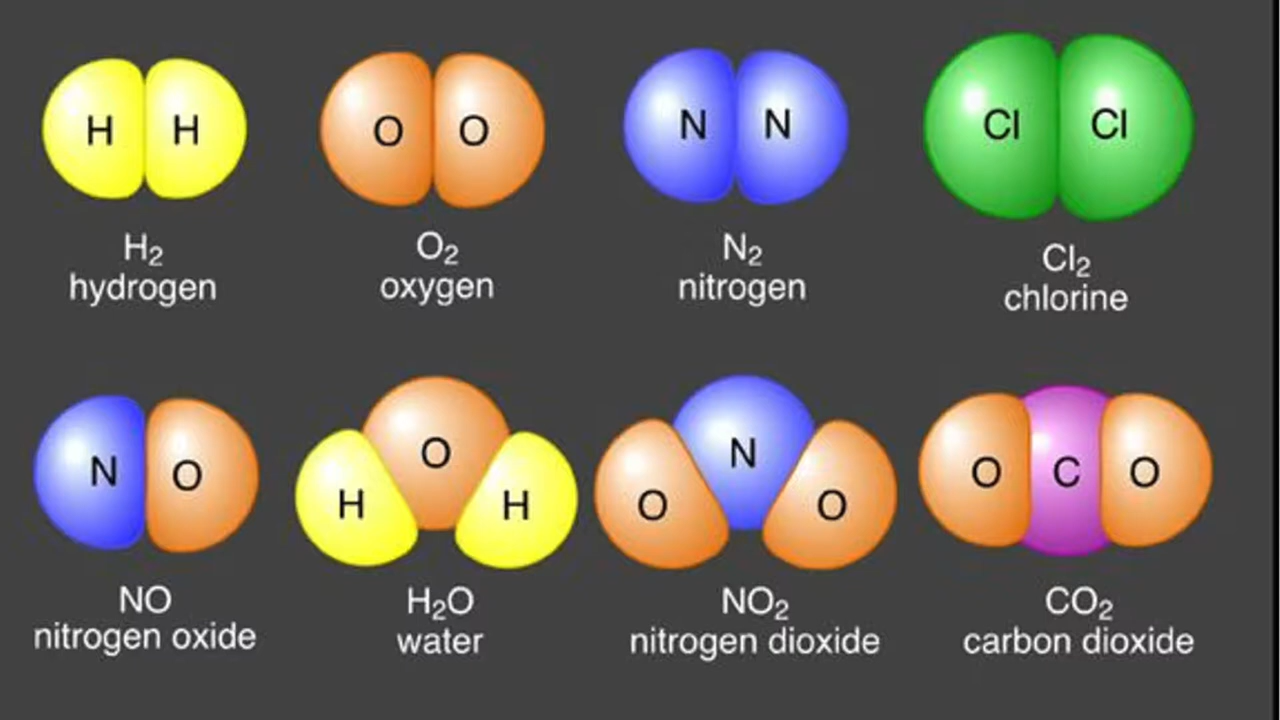 H H
O O
N N
Cl Cl
H₂
hydrogen
O₂
oxygen
N₂
nitrogen
Cl₂
chlorine
N O
H O H
O N O
O C O
NO
nitrogen oxide
H₂O
water
NO₂
nitrogen dioxide
CO₂
carbon dioxide